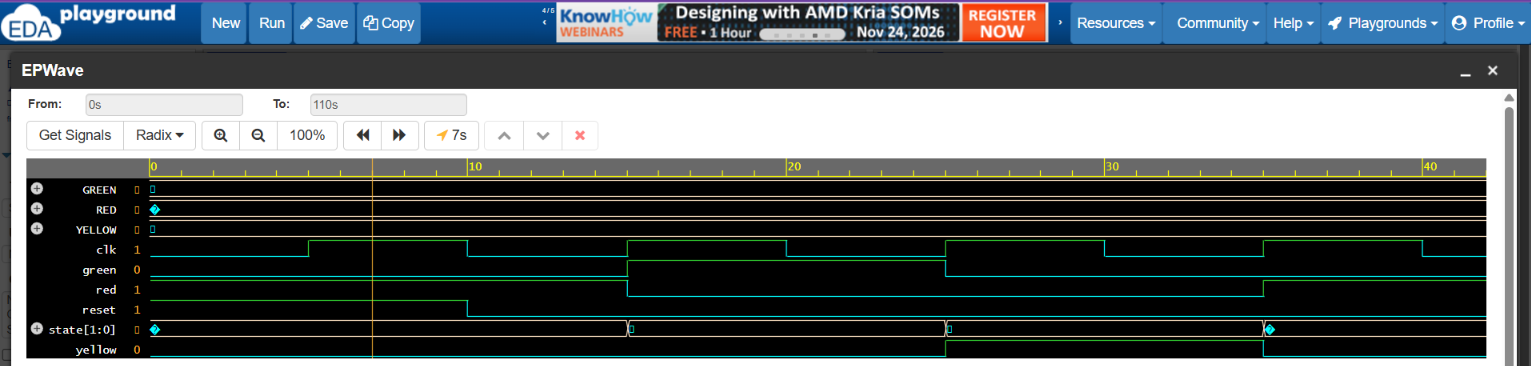 EDA playground
New Run Save Copy
4/6
KnowHow WEBINARS
Designing with AMD Kria SOMs
FREE • 1 Hour Nov 24, 2026
REGISTER NOW
Resources Community Help Playgrounds Profile
EPWave
From: 0s To: 110s
Get Signals Radix 100% 7s
0 10 20 30 40
GREEN
RED
YELLOW
clk 1
green 0
red 1
reset 1
state[1:0]
yellow 0